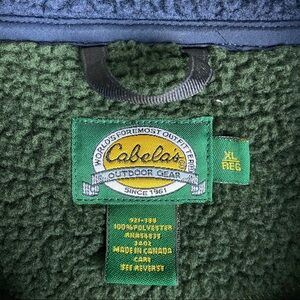 WORLD'S FOREMOST OUTFITTER
Cabela's
OUTDOOR GEAR
SINCE 1961
XL
REG
100%POLYESTER
MADE IN CANADA
CARE
SEE REVERSE